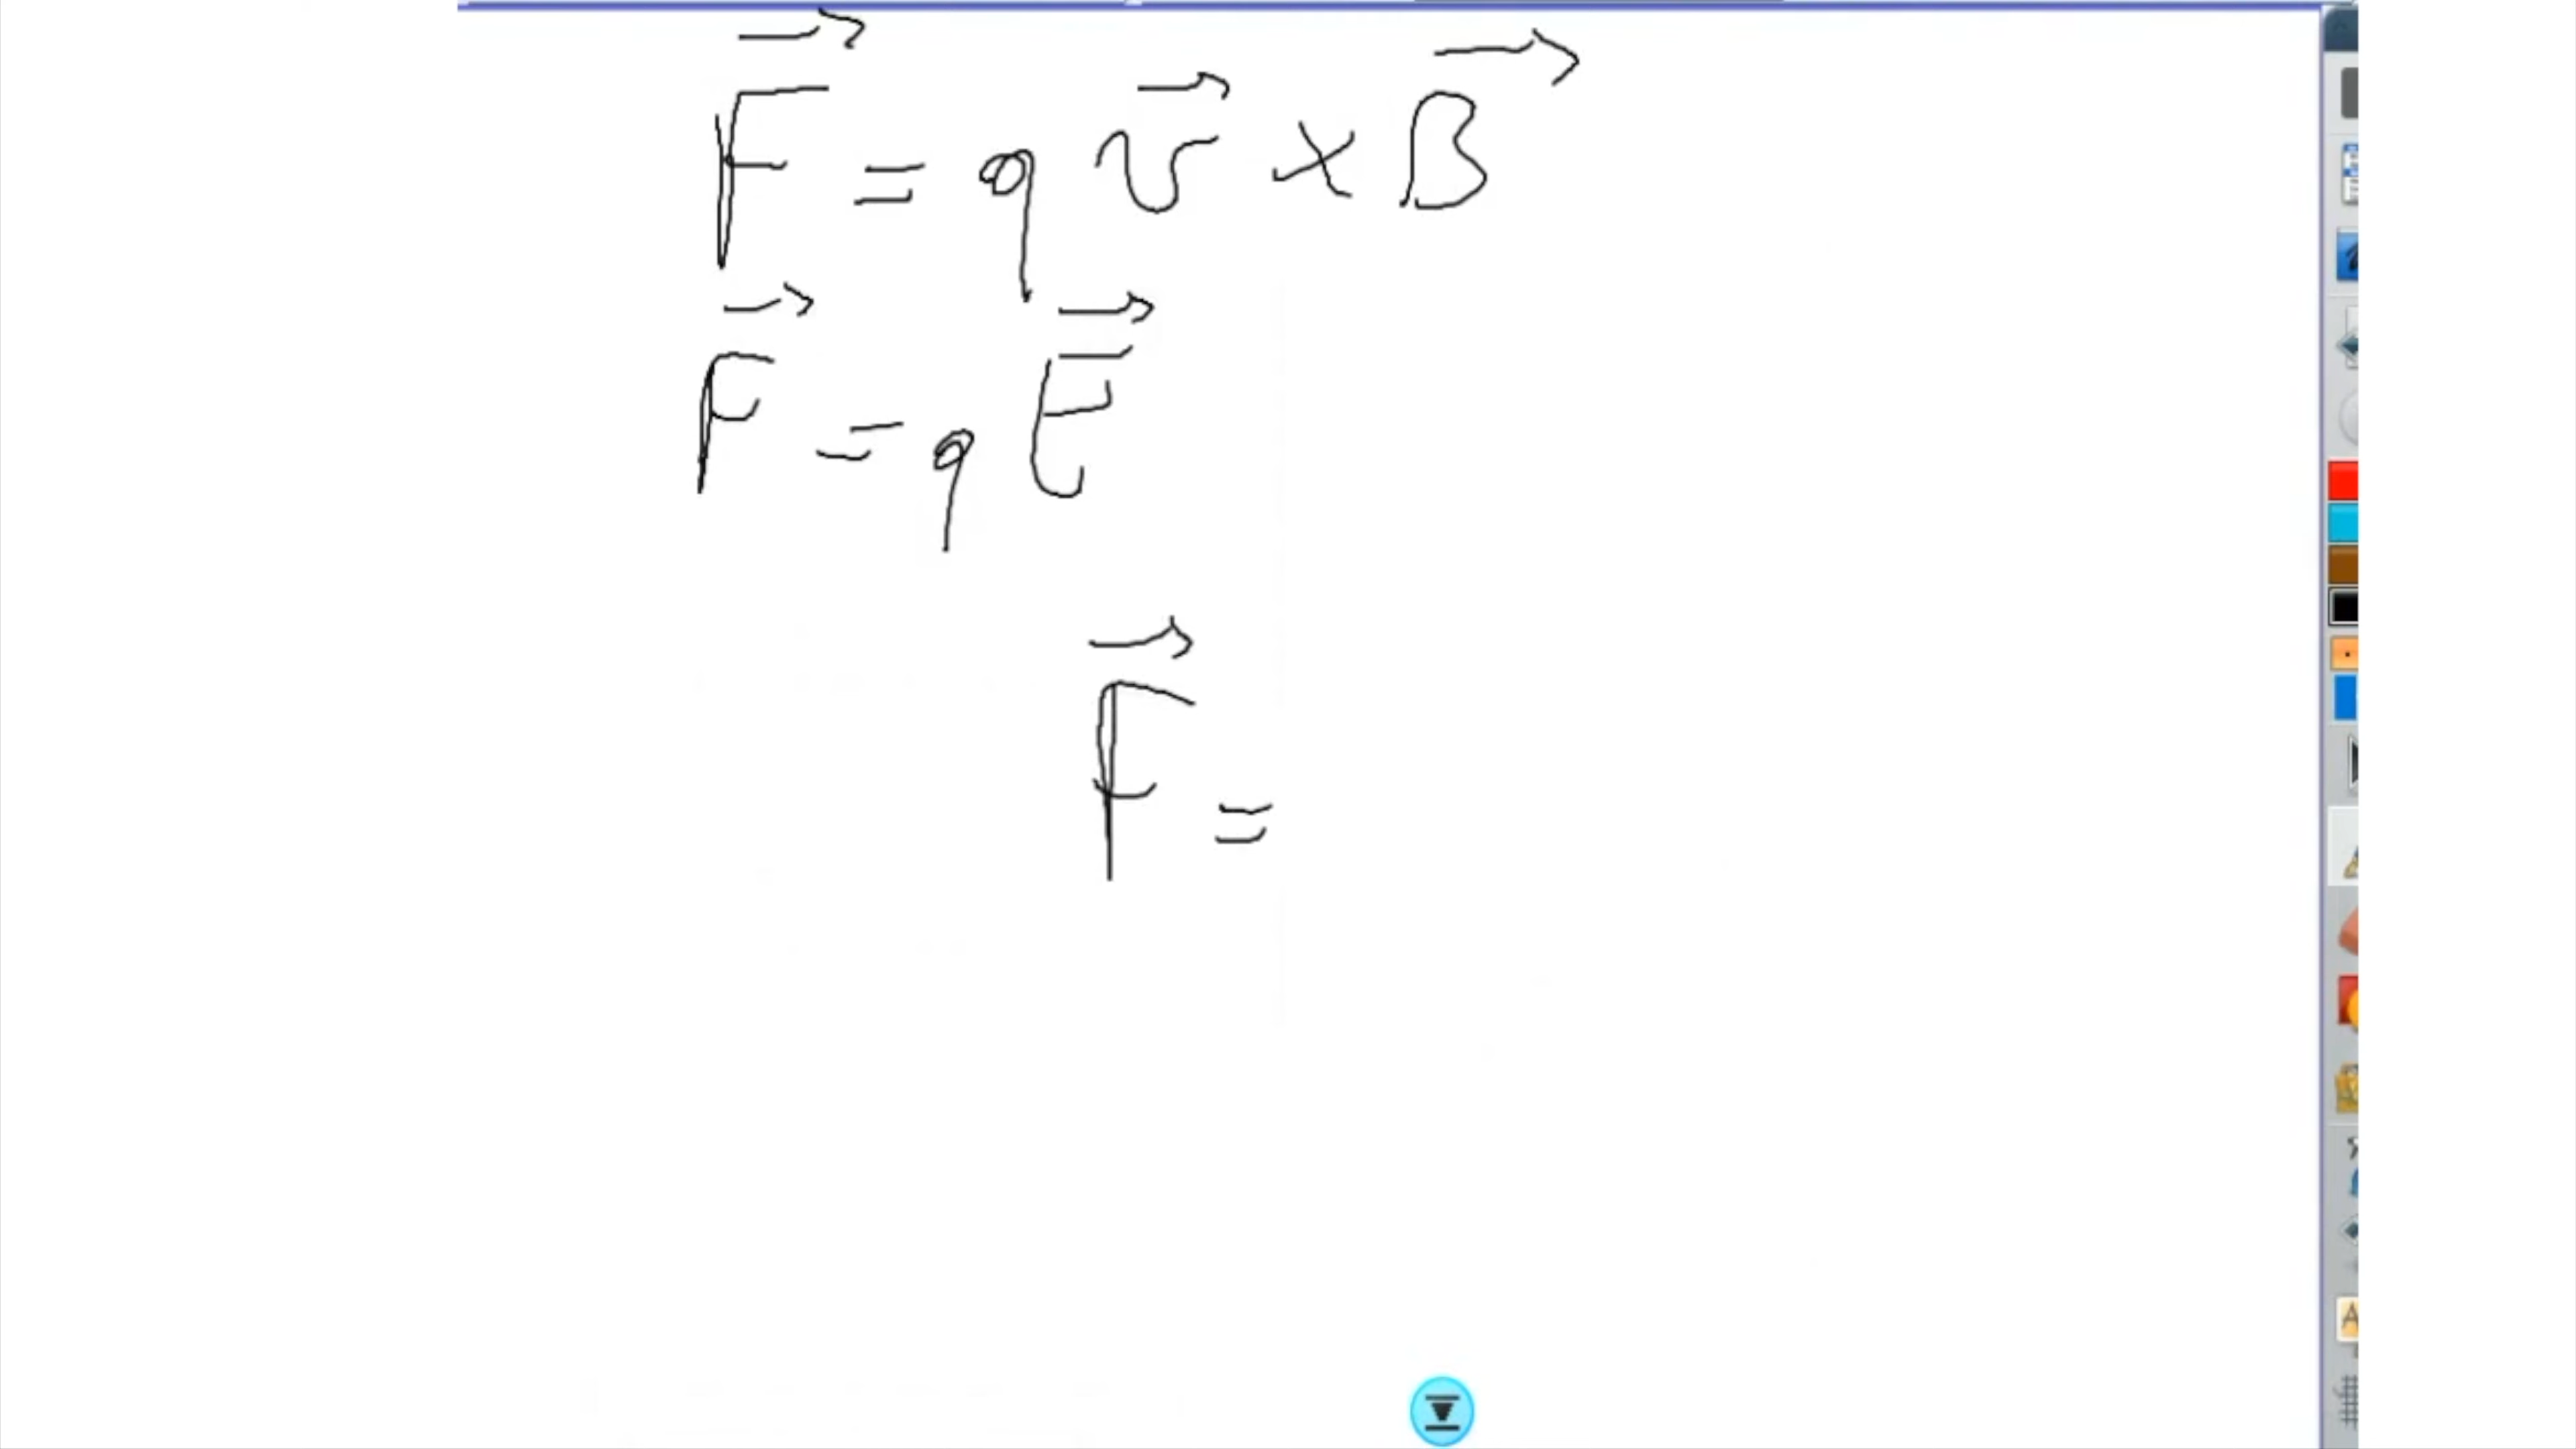 F⃗ = q v⃗ × B⃗
F⃗ = q E⃗
F⃗ =